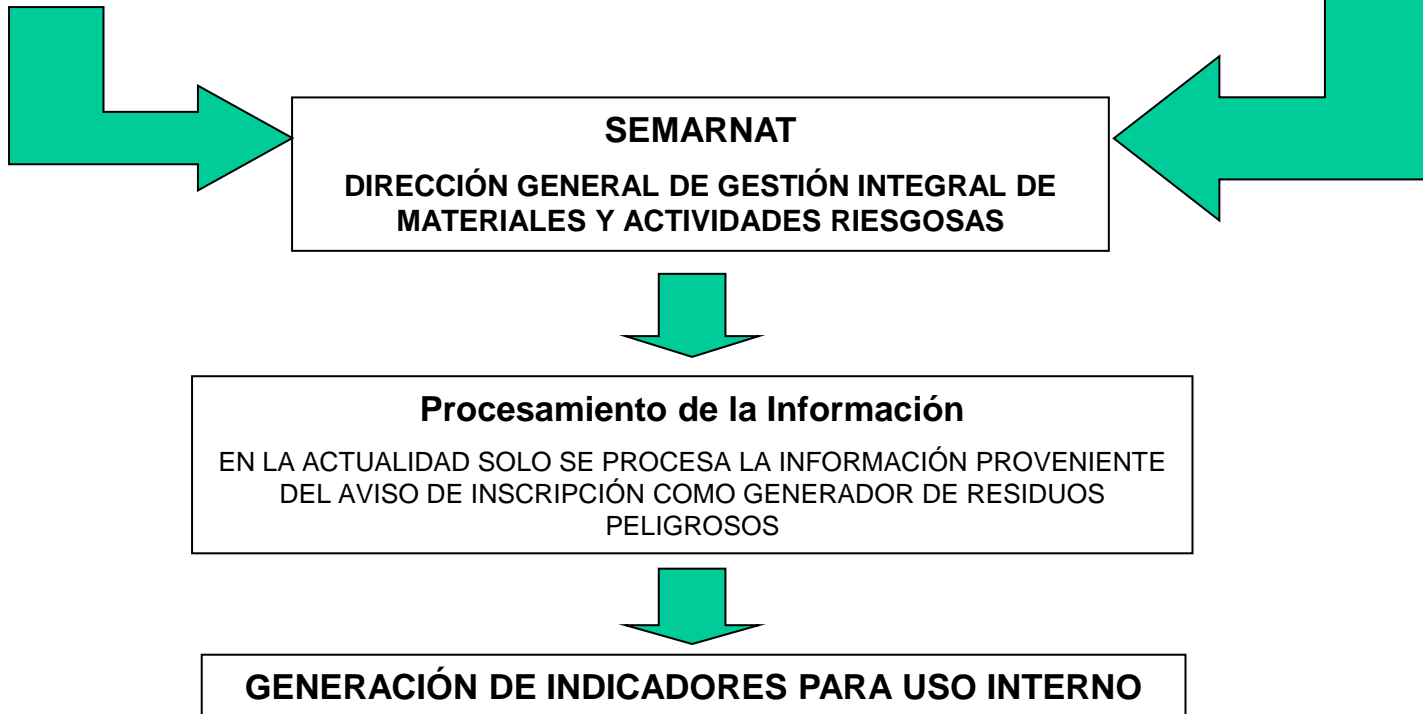 SEMARNAT
DIRECCIÓN GENERAL DE GESTIÓN INTEGRAL DE
MATERIALES Y ACTIVIDADES RIESGOSAS
Procesamiento de la Información
EN LA ACTUALIDAD SOLO SE PROCESA LA INFORMACIÓN PROVENIENTE
DEL AVISO DE INSCRIPCIÓN COMO GENERADOR DE RESIDUOS
PELIGROSOS
GENERACIÓN DE INDICADORES PARA USO INTERNO